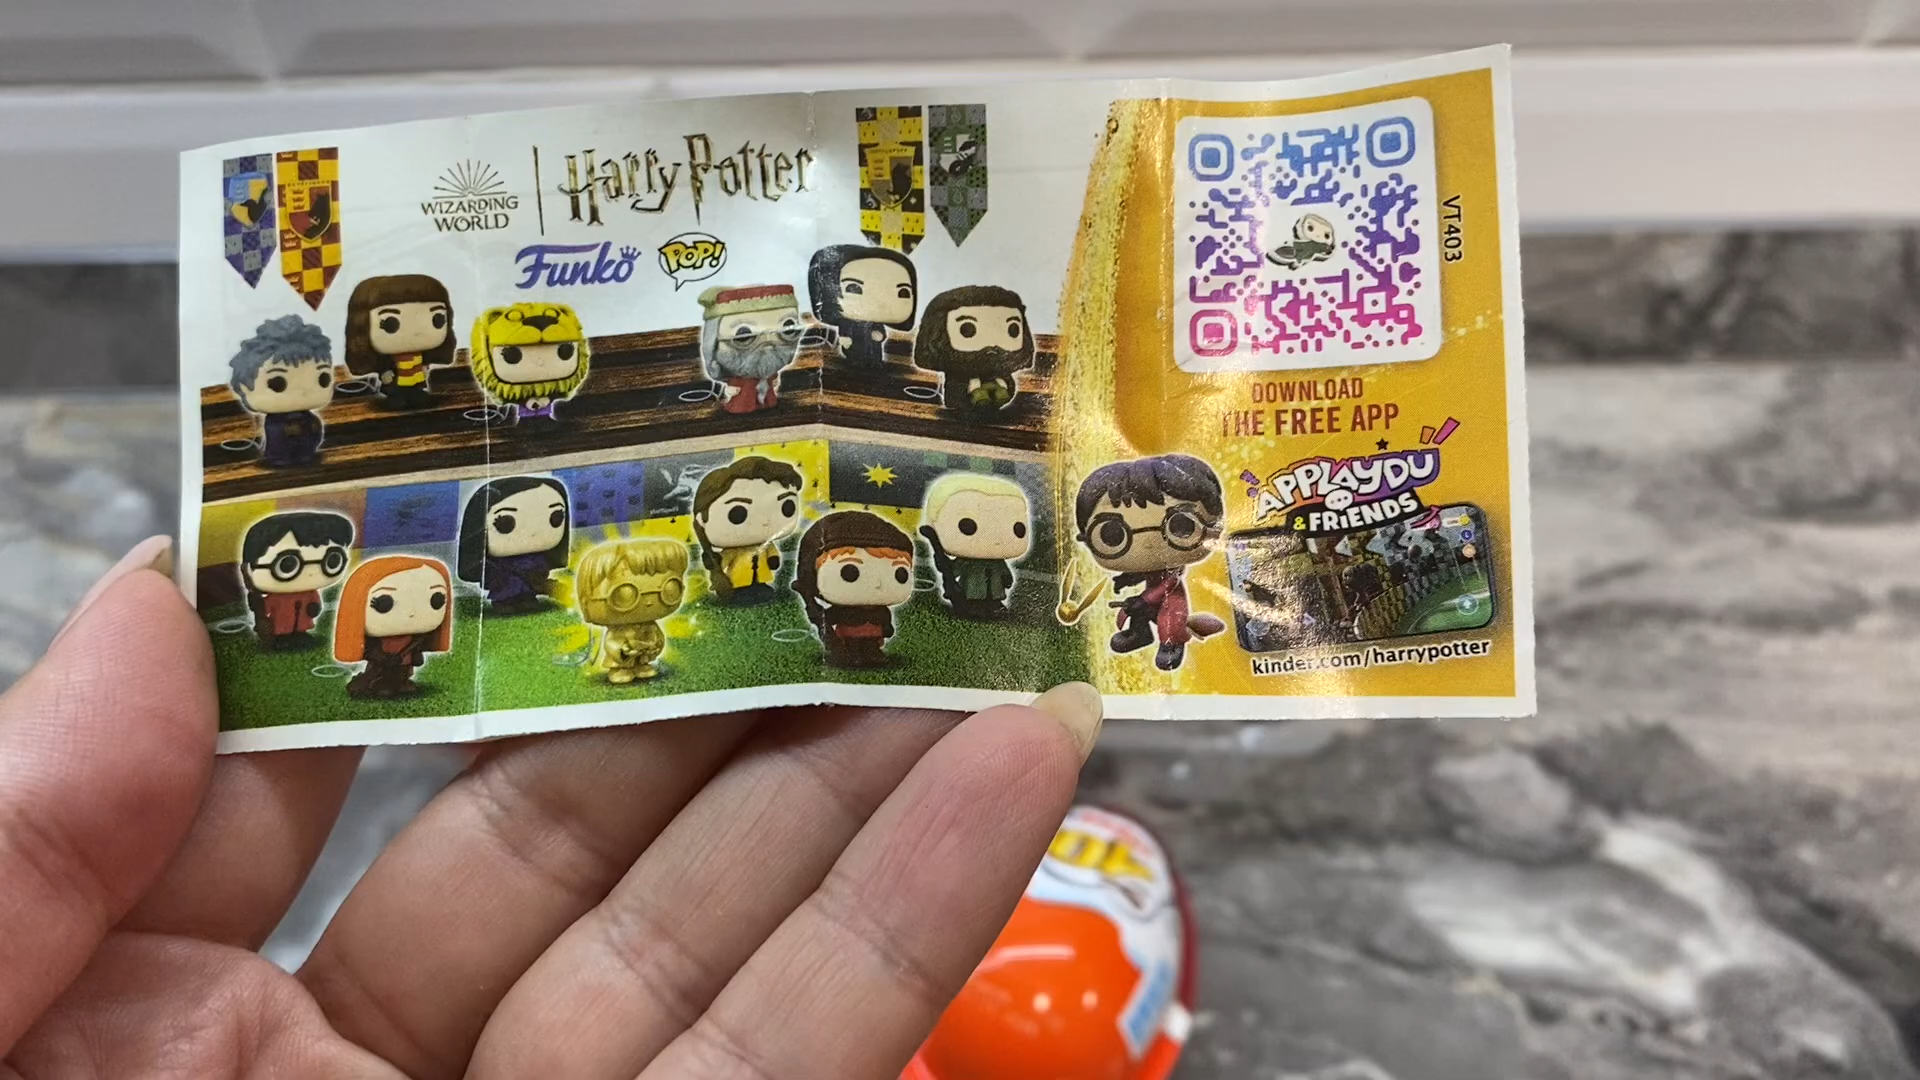 WIZARDING
WORLD
Harry Potter
Funko
POP!
VT403
DOWNLOAD
THE FREE APP
APPLAYDU
& FRIENDS
kinder.com/harrypotter